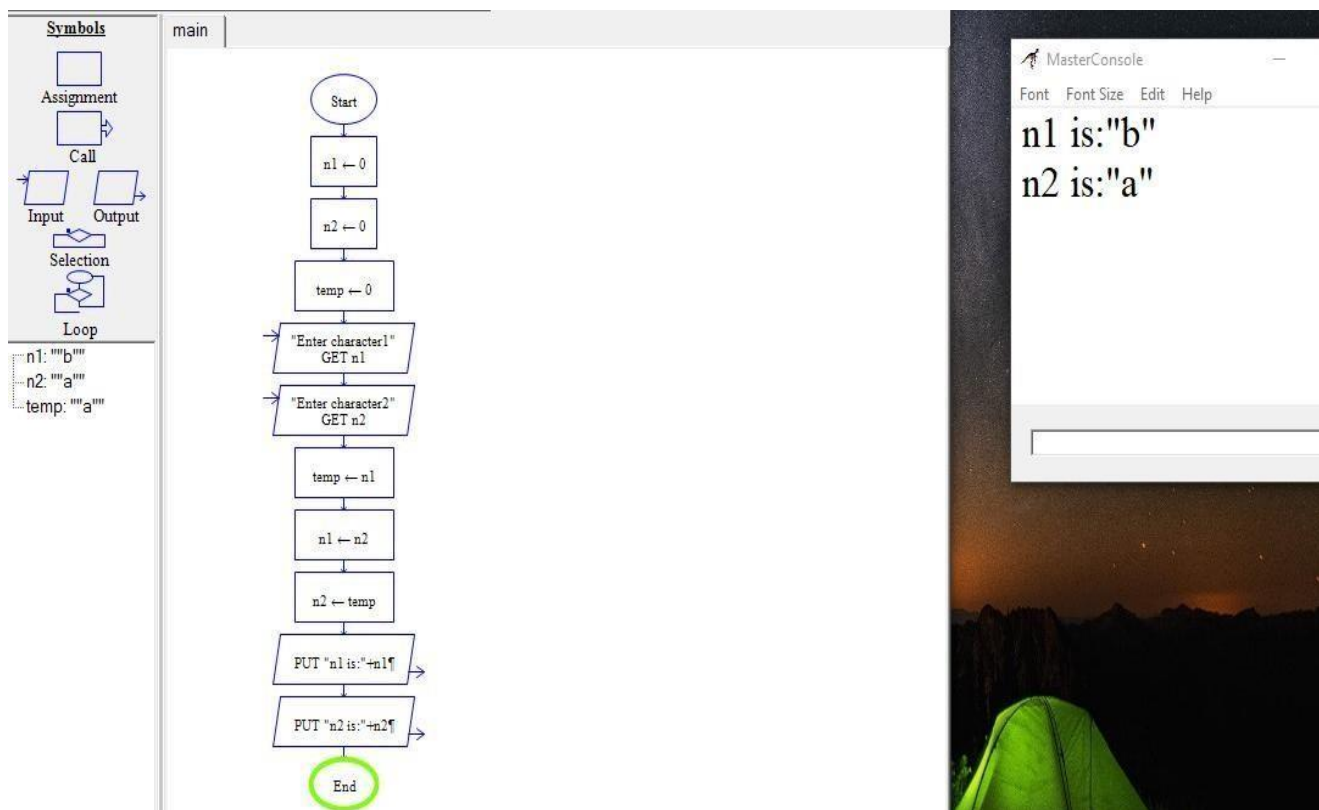 Symbols
Assignment
Call
Input Output
Selection
Loop
n1: ""b""
n2: ""a""
temp: ""a""
main
Start
n1 ← 0
n2 ← 0
temp ← 0
"Enter character1"
GET n1
"Enter character2"
GET n2
temp ← n1
n1 ← n2
n2 ← temp
PUT "n1 is:"+n1¶
PUT "n2 is:"+n2¶
End
MasterConsole
Font Font Size Edit Help
n1 is:"b"
n2 is:"a"